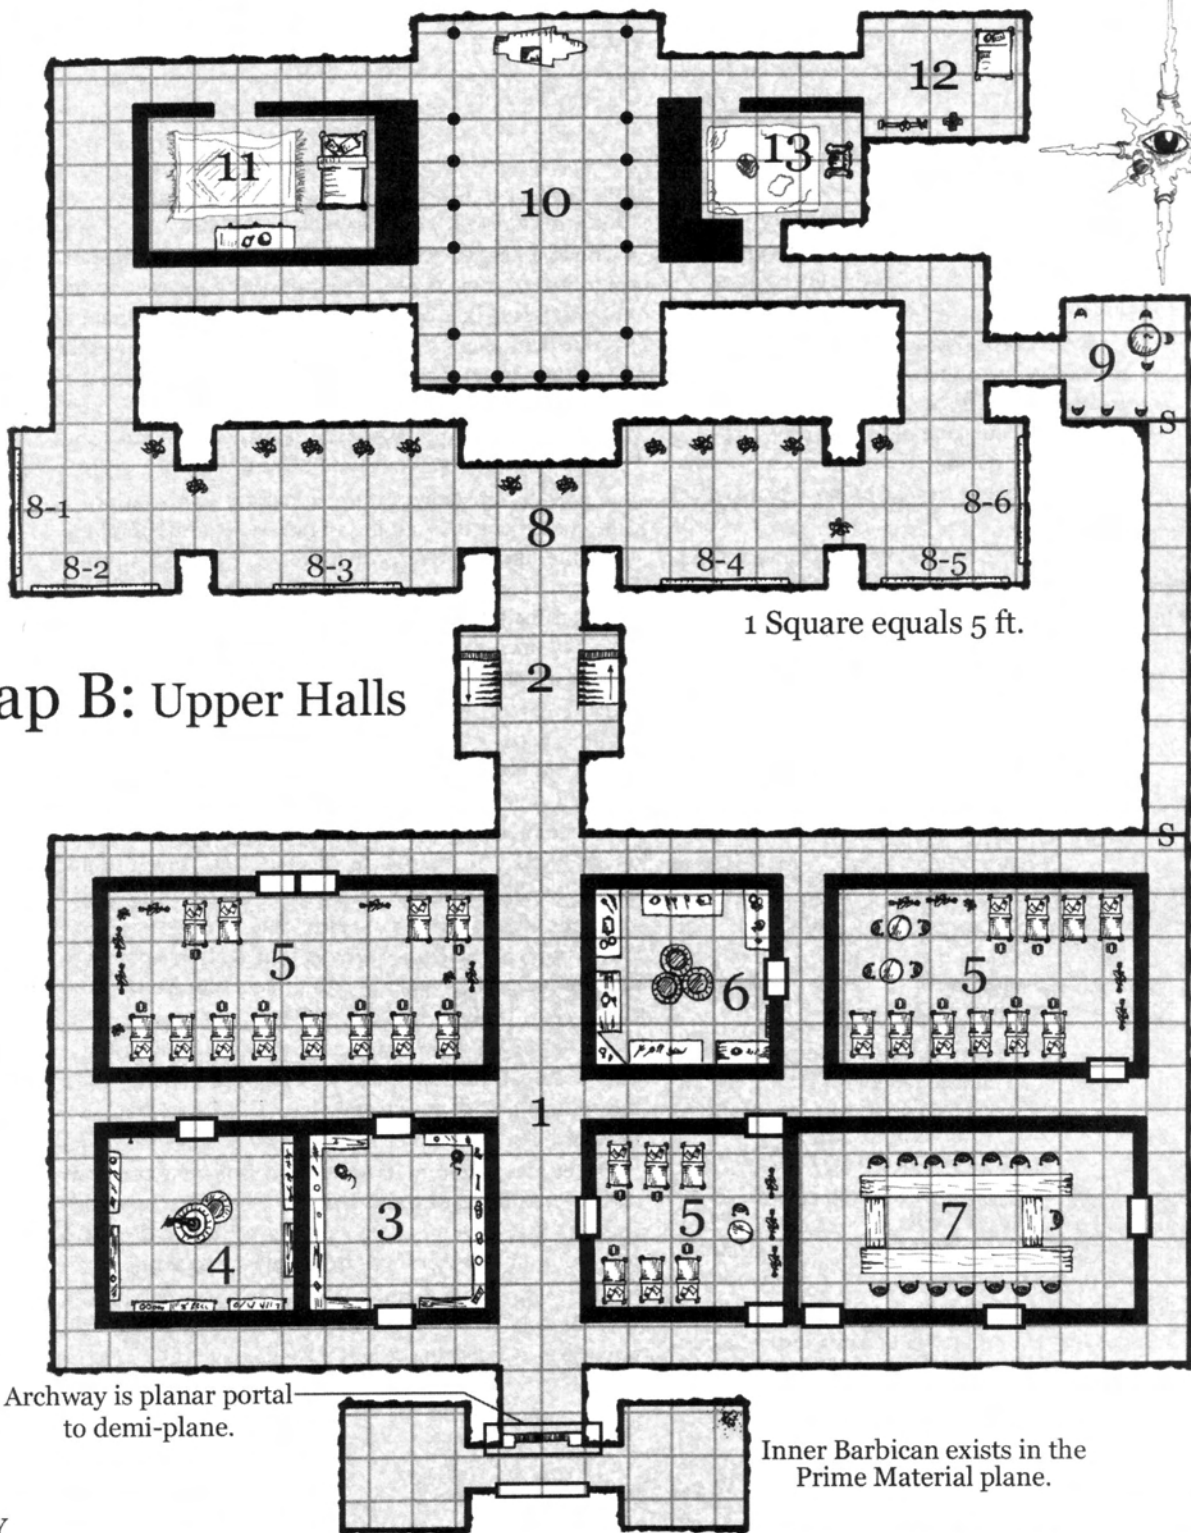 12
11
13
10
9
S
8-1
8-6
8
8-2
8-3
8-4
8-5
1 Square equals 5 ft.
2
ap B: Upper Halls
S
5
6
5
1
3
5
7
4
Archway is planar portal
to demi-plane.
Inner Barbican exists in the
Prime Material plane.